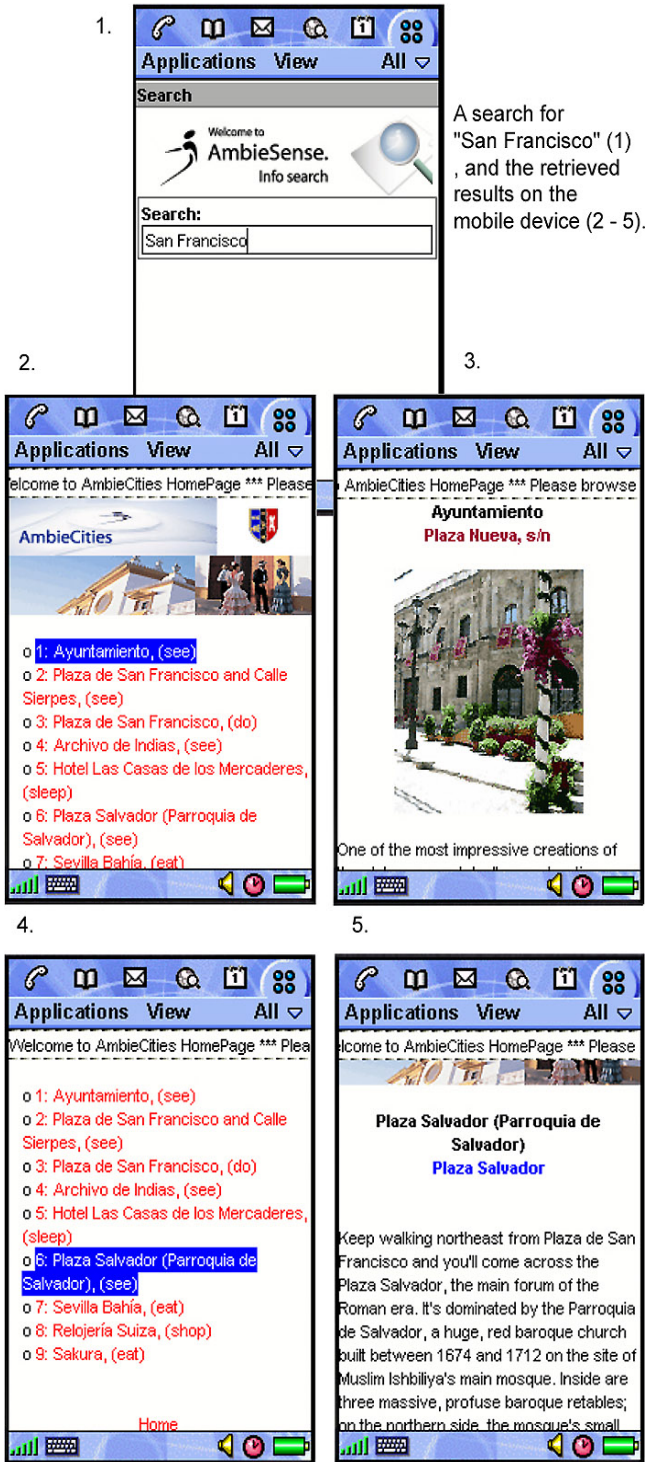 1.
Applications View All
Search
Welcome to
AmbieSense.
Info search
Search:
San Francisco
A search for
"San Francisco" (1)
, and the retrieved
results on the
mobile device (2 - 5).
2.
Applications View All
elcome to AmbieCities HomePage *** Please
AmbieCities
o 1: Ayuntamiento, (see)
o 2: Plaza de San Francisco and Calle
Sierpes, (see)
o 3: Plaza de San Francisco, (do)
o 4: Archivo de Indias, (see)
o 5: Hotel Las Casas de los Mercaderes,
(sleep)
o 6: Plaza Salvador (Parroquia de
Salvador), (see)
o 7: Sevilla Bahía, (eat)
3.
Applications View All
AmbieCities HomePage *** Please browse
Ayuntamiento
Plaza Nueva, s/n
One of the most impressive creations of
4.
Applications View All
Welcome to AmbieCities HomePage *** Plea
o 1: Ayuntamiento, (see)
o 2: Plaza de San Francisco and Calle
Sierpes, (see)
o 3: Plaza de San Francisco, (do)
o 4: Archivo de Indias, (see)
o 5: Hotel Las Casas de los Mercaderes,
(sleep)
o 6: Plaza Salvador (Parroquia de
Salvador), (see)
o 7: Sevilla Bahía, (eat)
o 8: Relojería Suiza, (shop)
o 9: Sakura, (eat)
Home
5.
Applications View All
lcome to AmbieCities HomePage *** Please
Plaza Salvador (Parroquia de
Salvador)
Plaza Salvador
Keep walking northeast from Plaza de San
Francisco and you'll come across the
Plaza Salvador, the main forum of the
Roman era. It's dominated by the Parroquia
de Salvador, a huge, red baroque church
built between 1674 and 1712 on the site of
Muslim Ishbiliya's main mosque. Inside are
three massive, profuse baroque retables;
on the northern side, the mosque's small